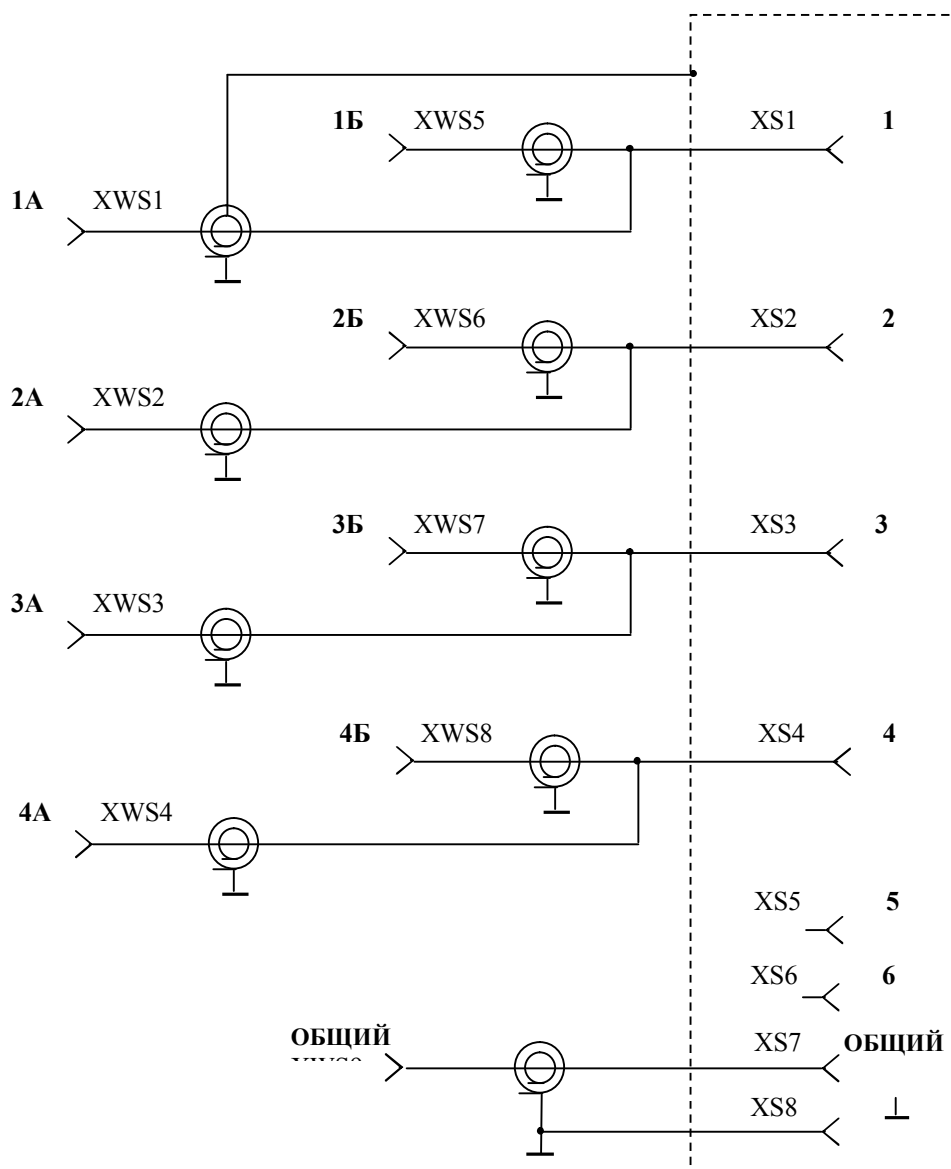 1Б XWS5 XS1 1
1А XWS1
2Б XWS6 XS2 2
2А XWS2
3Б XWS7 XS3 3
3А XWS3
4Б XWS8 XS4 4
4А XWS4
XS5 5
XS6 6
ОБЩИЙ XS7 ОБЩИЙ
XS8